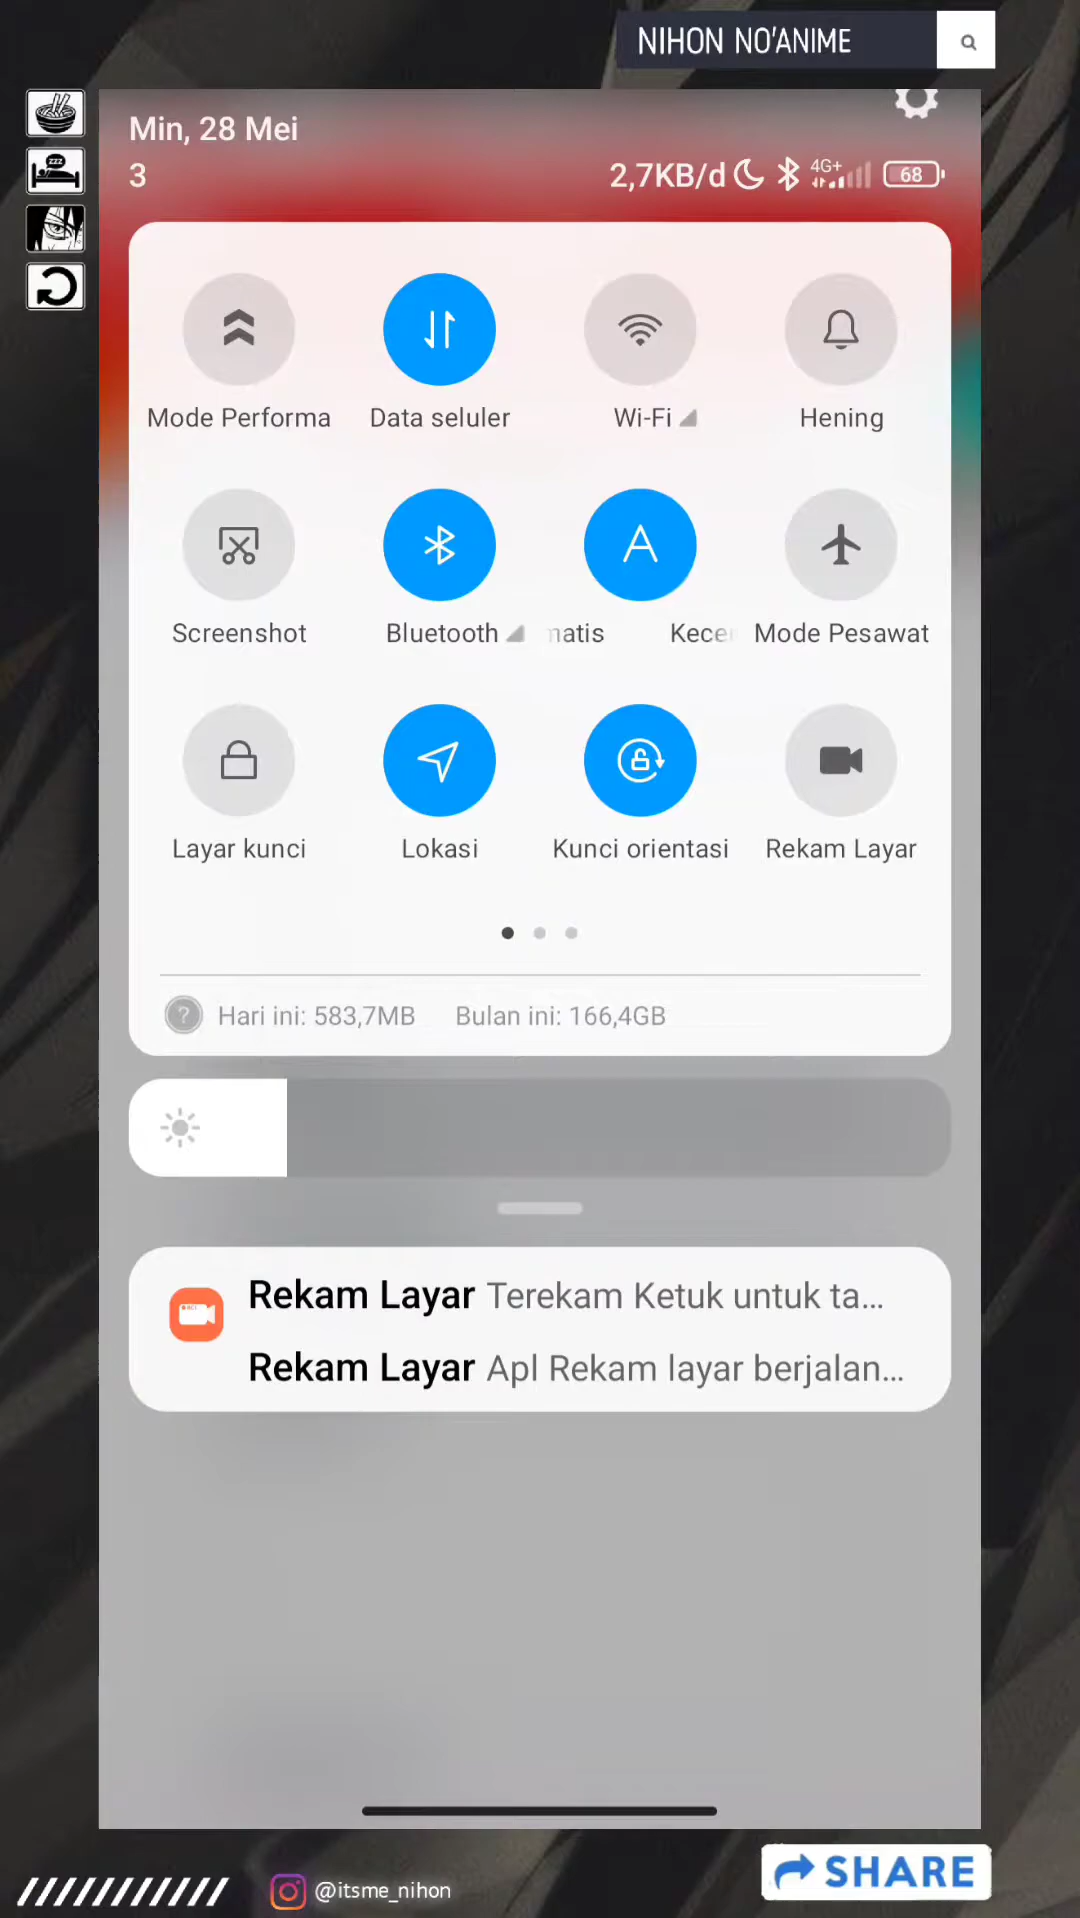 NIHON NO'ANIME
zzz
Min, 28 Mei
3
2,7KB/d 4G+ 68
Mode Performa Data seluler Wi-Fi Hening
A
Screenshot Bluetooth matis Kece Mode Pesawat
Layar kunci Lokasi Kunci orientasi Rekam Layar
? Hari ini: 583,7MB Bulan ini: 166,4GB
Rekam Layar Terekam Ketuk untuk ta...
Rekam Layar Apl Rekam layar berjalan...
@itsme_nihon
SHARE